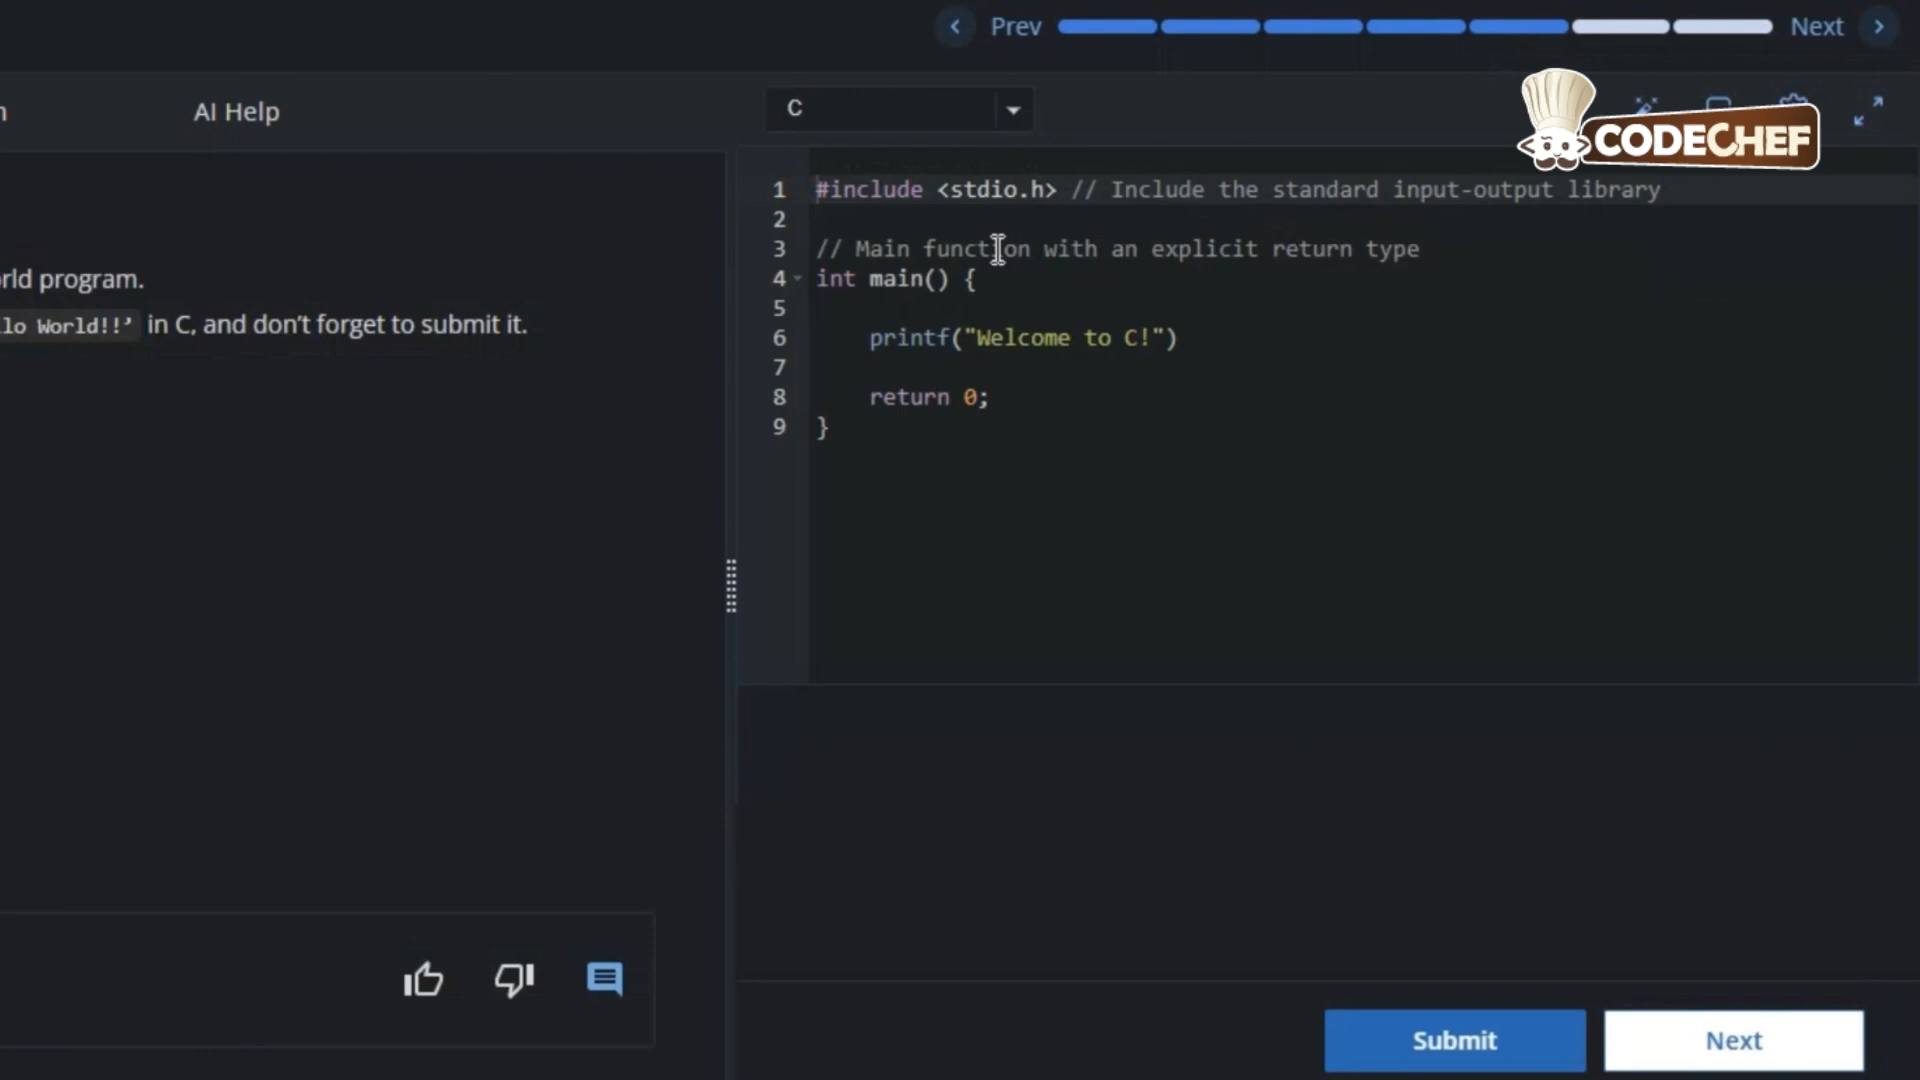 Prev
Next
AI Help
C
CODECHEF
rld program.
lo World!!’ in C, and don’t forget to submit it.
1 #include <stdio.h> // Include the standard input-output library
2
3 // Main function with an explicit return type
4 int main() {
5
6 printf("Welcome to C!")
7
8 return 0;
9 }
Submit
Next